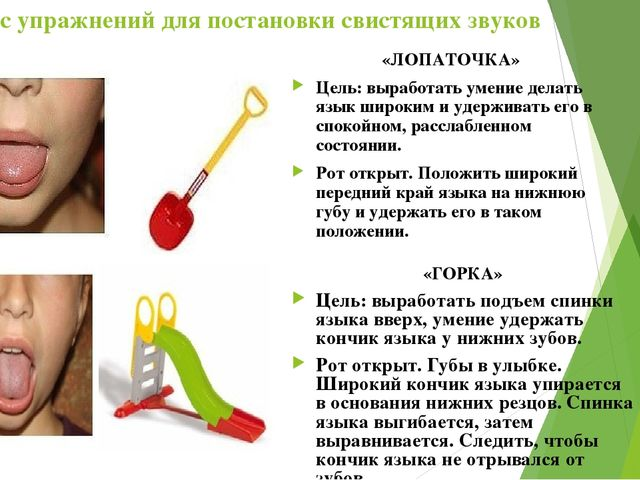 с упражнений для постановки свистящих звуков
«ЛОПАТОЧКА»
Цель: выработать умение делать
язык широким и удерживать его в
спокойном, расслабленном
состоянии.
Рот открыт. Положить широкий
передний край языка на нижнюю
губу и удержать его в таком
положении.
«ГОРКА»
Цель: выработать подъем спинки
языка вверх, умение удержать
кончик языка у нижних зубов.
Рот открыт. Губы в улыбке.
Широкий кончик языка упирается
в основания нижних резцов. Спинка
языка выгибается, затем
выравнивается. Следить, чтобы
кончик языка не отрывался от
зубов.